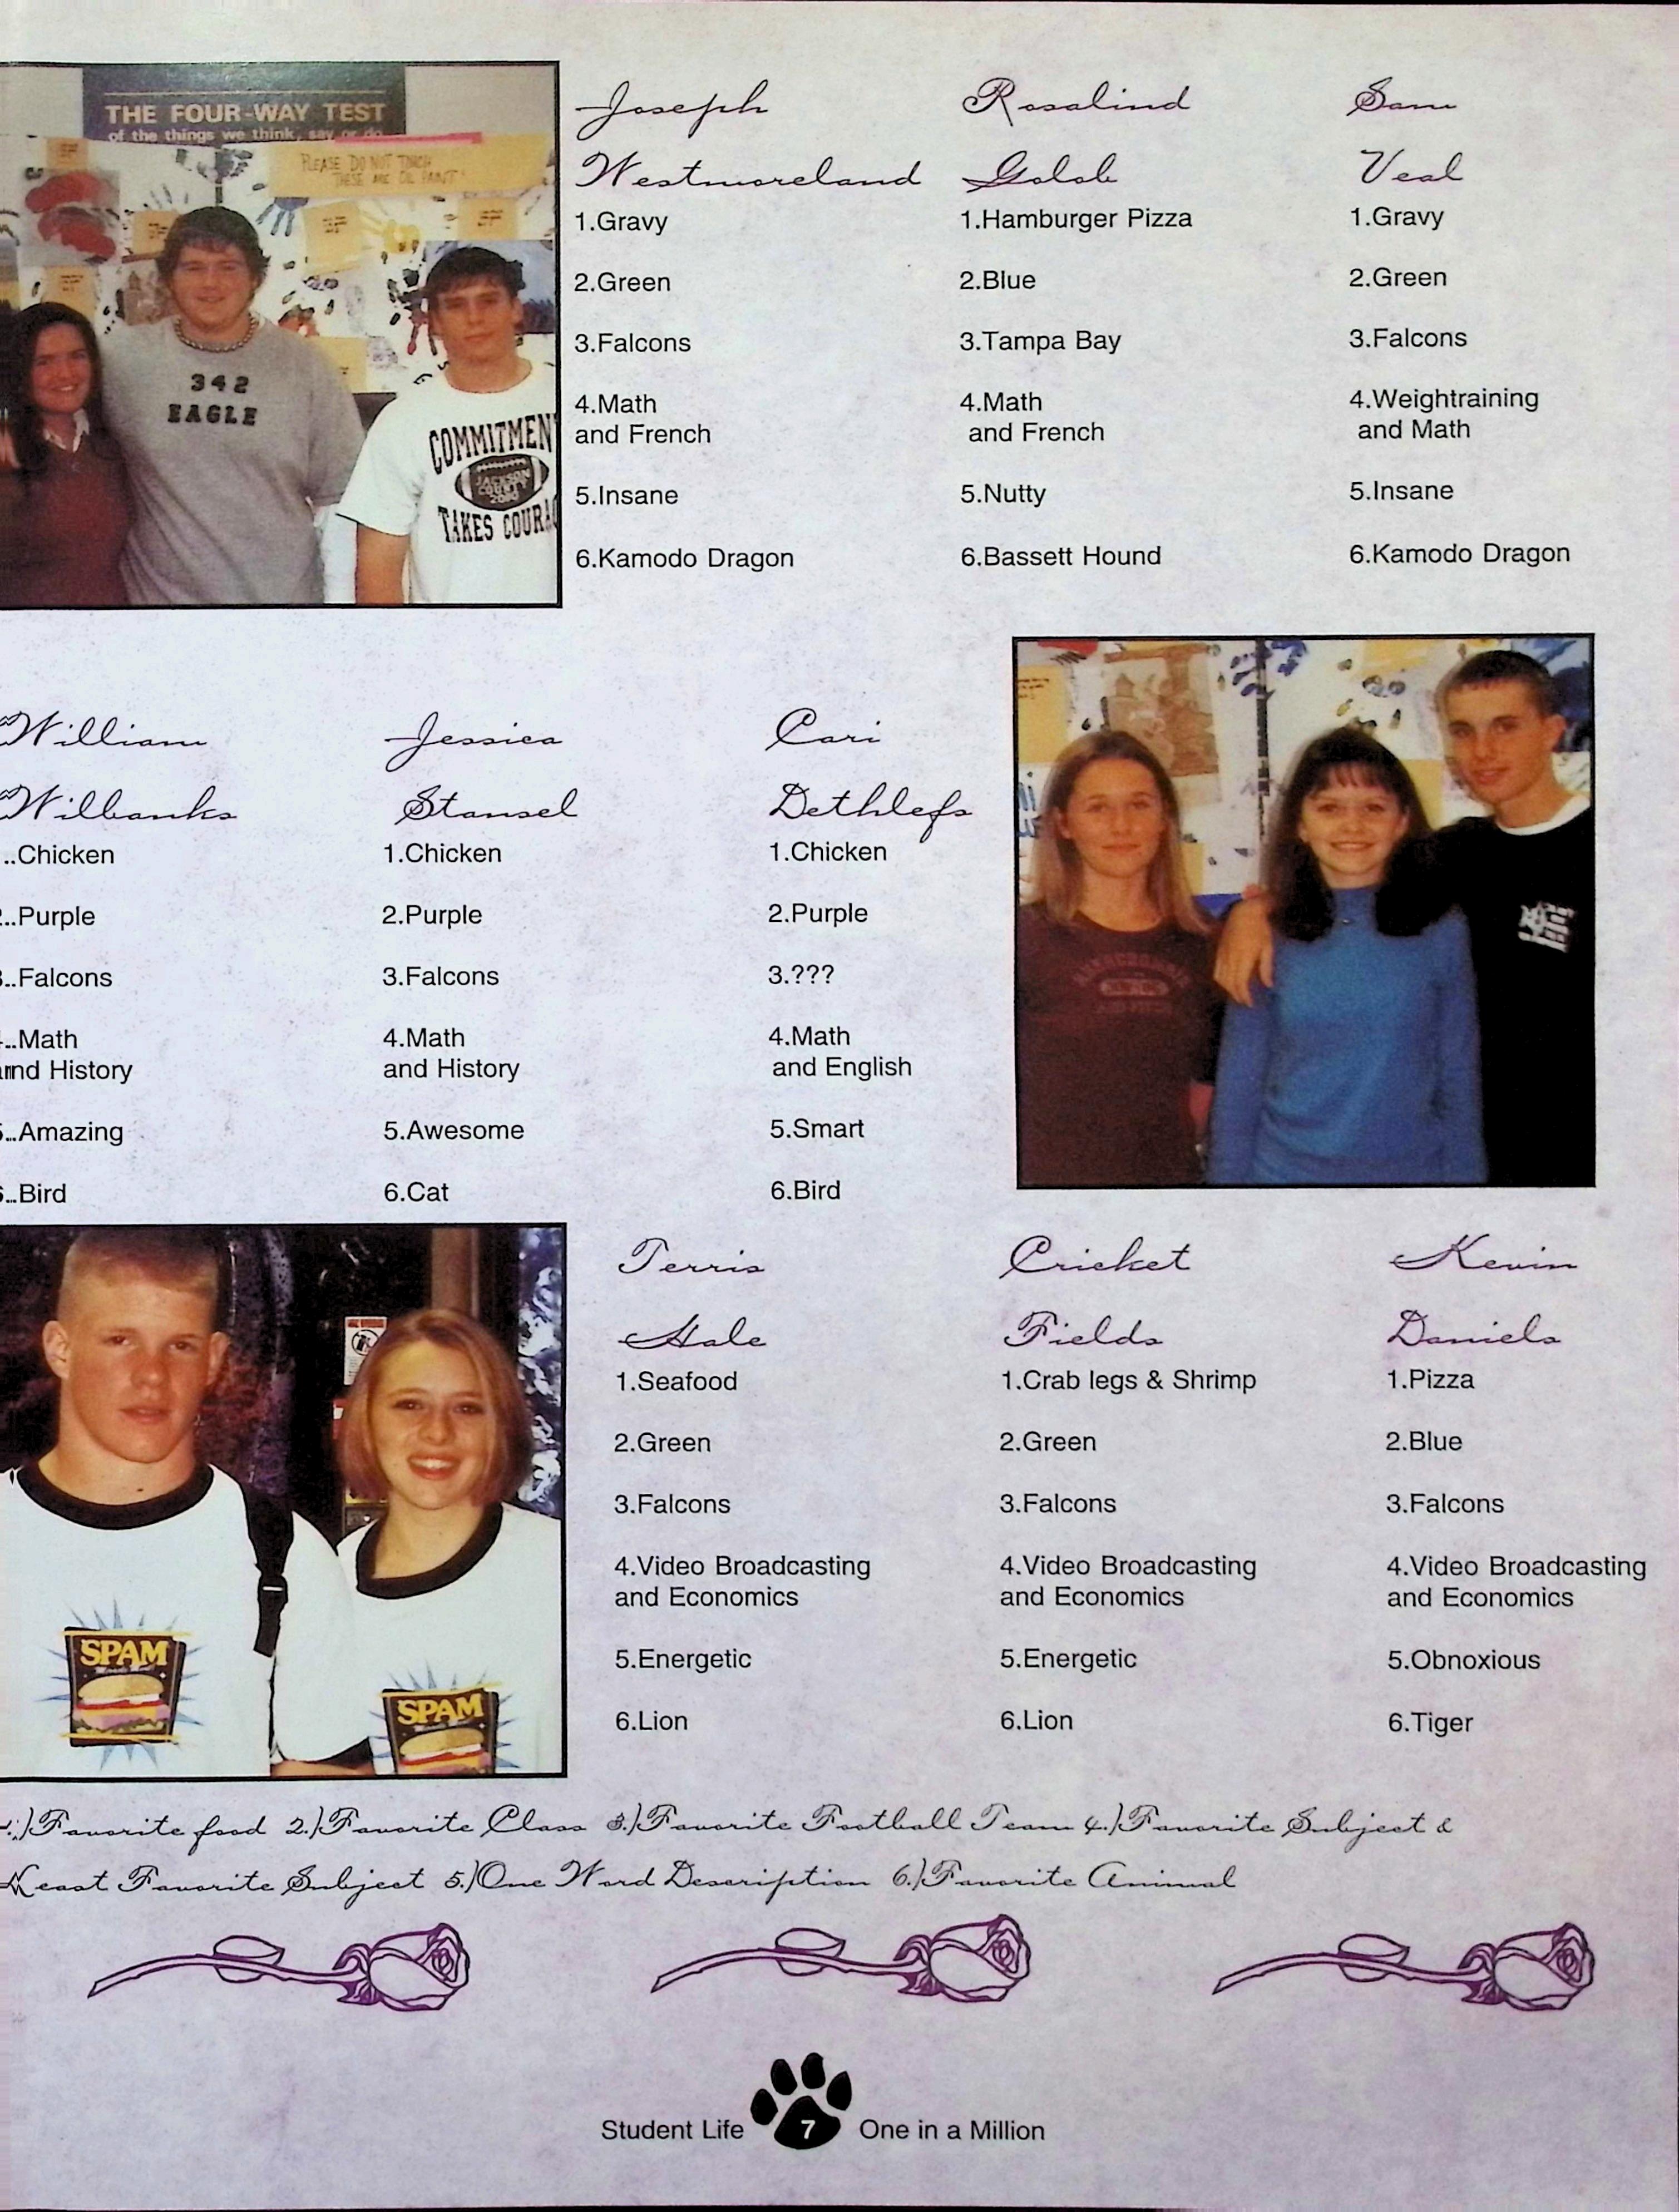 THE FOUR-WAY TEST
of the things we think, say or do
PLEASE DO NOT TOUCH
THESE ARE OIL PAINT!
342
EAGLE
COMMITMEN
JACKSON
COUNTY
2000
TAKES COURAG
Joseph
Westmoreland
1.Gravy
2.Green
3.Falcons
4.Math
and French
5.Insane
6.Kamodo Dragon
Rosalind
Golob
1.Hamburger Pizza
2.Blue
3.Tampa Bay
4.Math
and French
5.Nutty
6.Bassett Hound
Sam
Veal
1.Gravy
2.Green
3.Falcons
4.Weightraining
and Math
5.Insane
6.Kamodo Dragon
William
Wilbanks
..Chicken
..Purple
..Falcons
..Math
and History
5..Amazing
6..Bird
Jessica
Stansel
1.Chicken
2.Purple
3.Falcons
4.Math
and History
5.Awesome
6.Cat
Cari
Dethlefs
1.Chicken
2.Purple
3.???
4.Math
and English
5.Smart
6.Bird
SPAM
SPAM
Terris
Hale
1.Seafood
2.Green
3.Falcons
4.Video Broadcasting
and Economics
5.Energetic
6.Lion
Cricket
Fields
1.Crab legs & Shrimp
2.Green
3.Falcons
4.Video Broadcasting
and Economics
5.Energetic
6.Lion
Kevin
Daniels
1.Pizza
2.Blue
3.Falcons
4.Video Broadcasting
and Economics
5.Obnoxious
6.Tiger
1.)Favorite food 2.)Favorite Class 3.)Favorite Football Team 4.)Favorite Subject &
Least Favorite Subject 5.)One Word Description 6.)Favorite Animal
Student Life 7 One in a Million